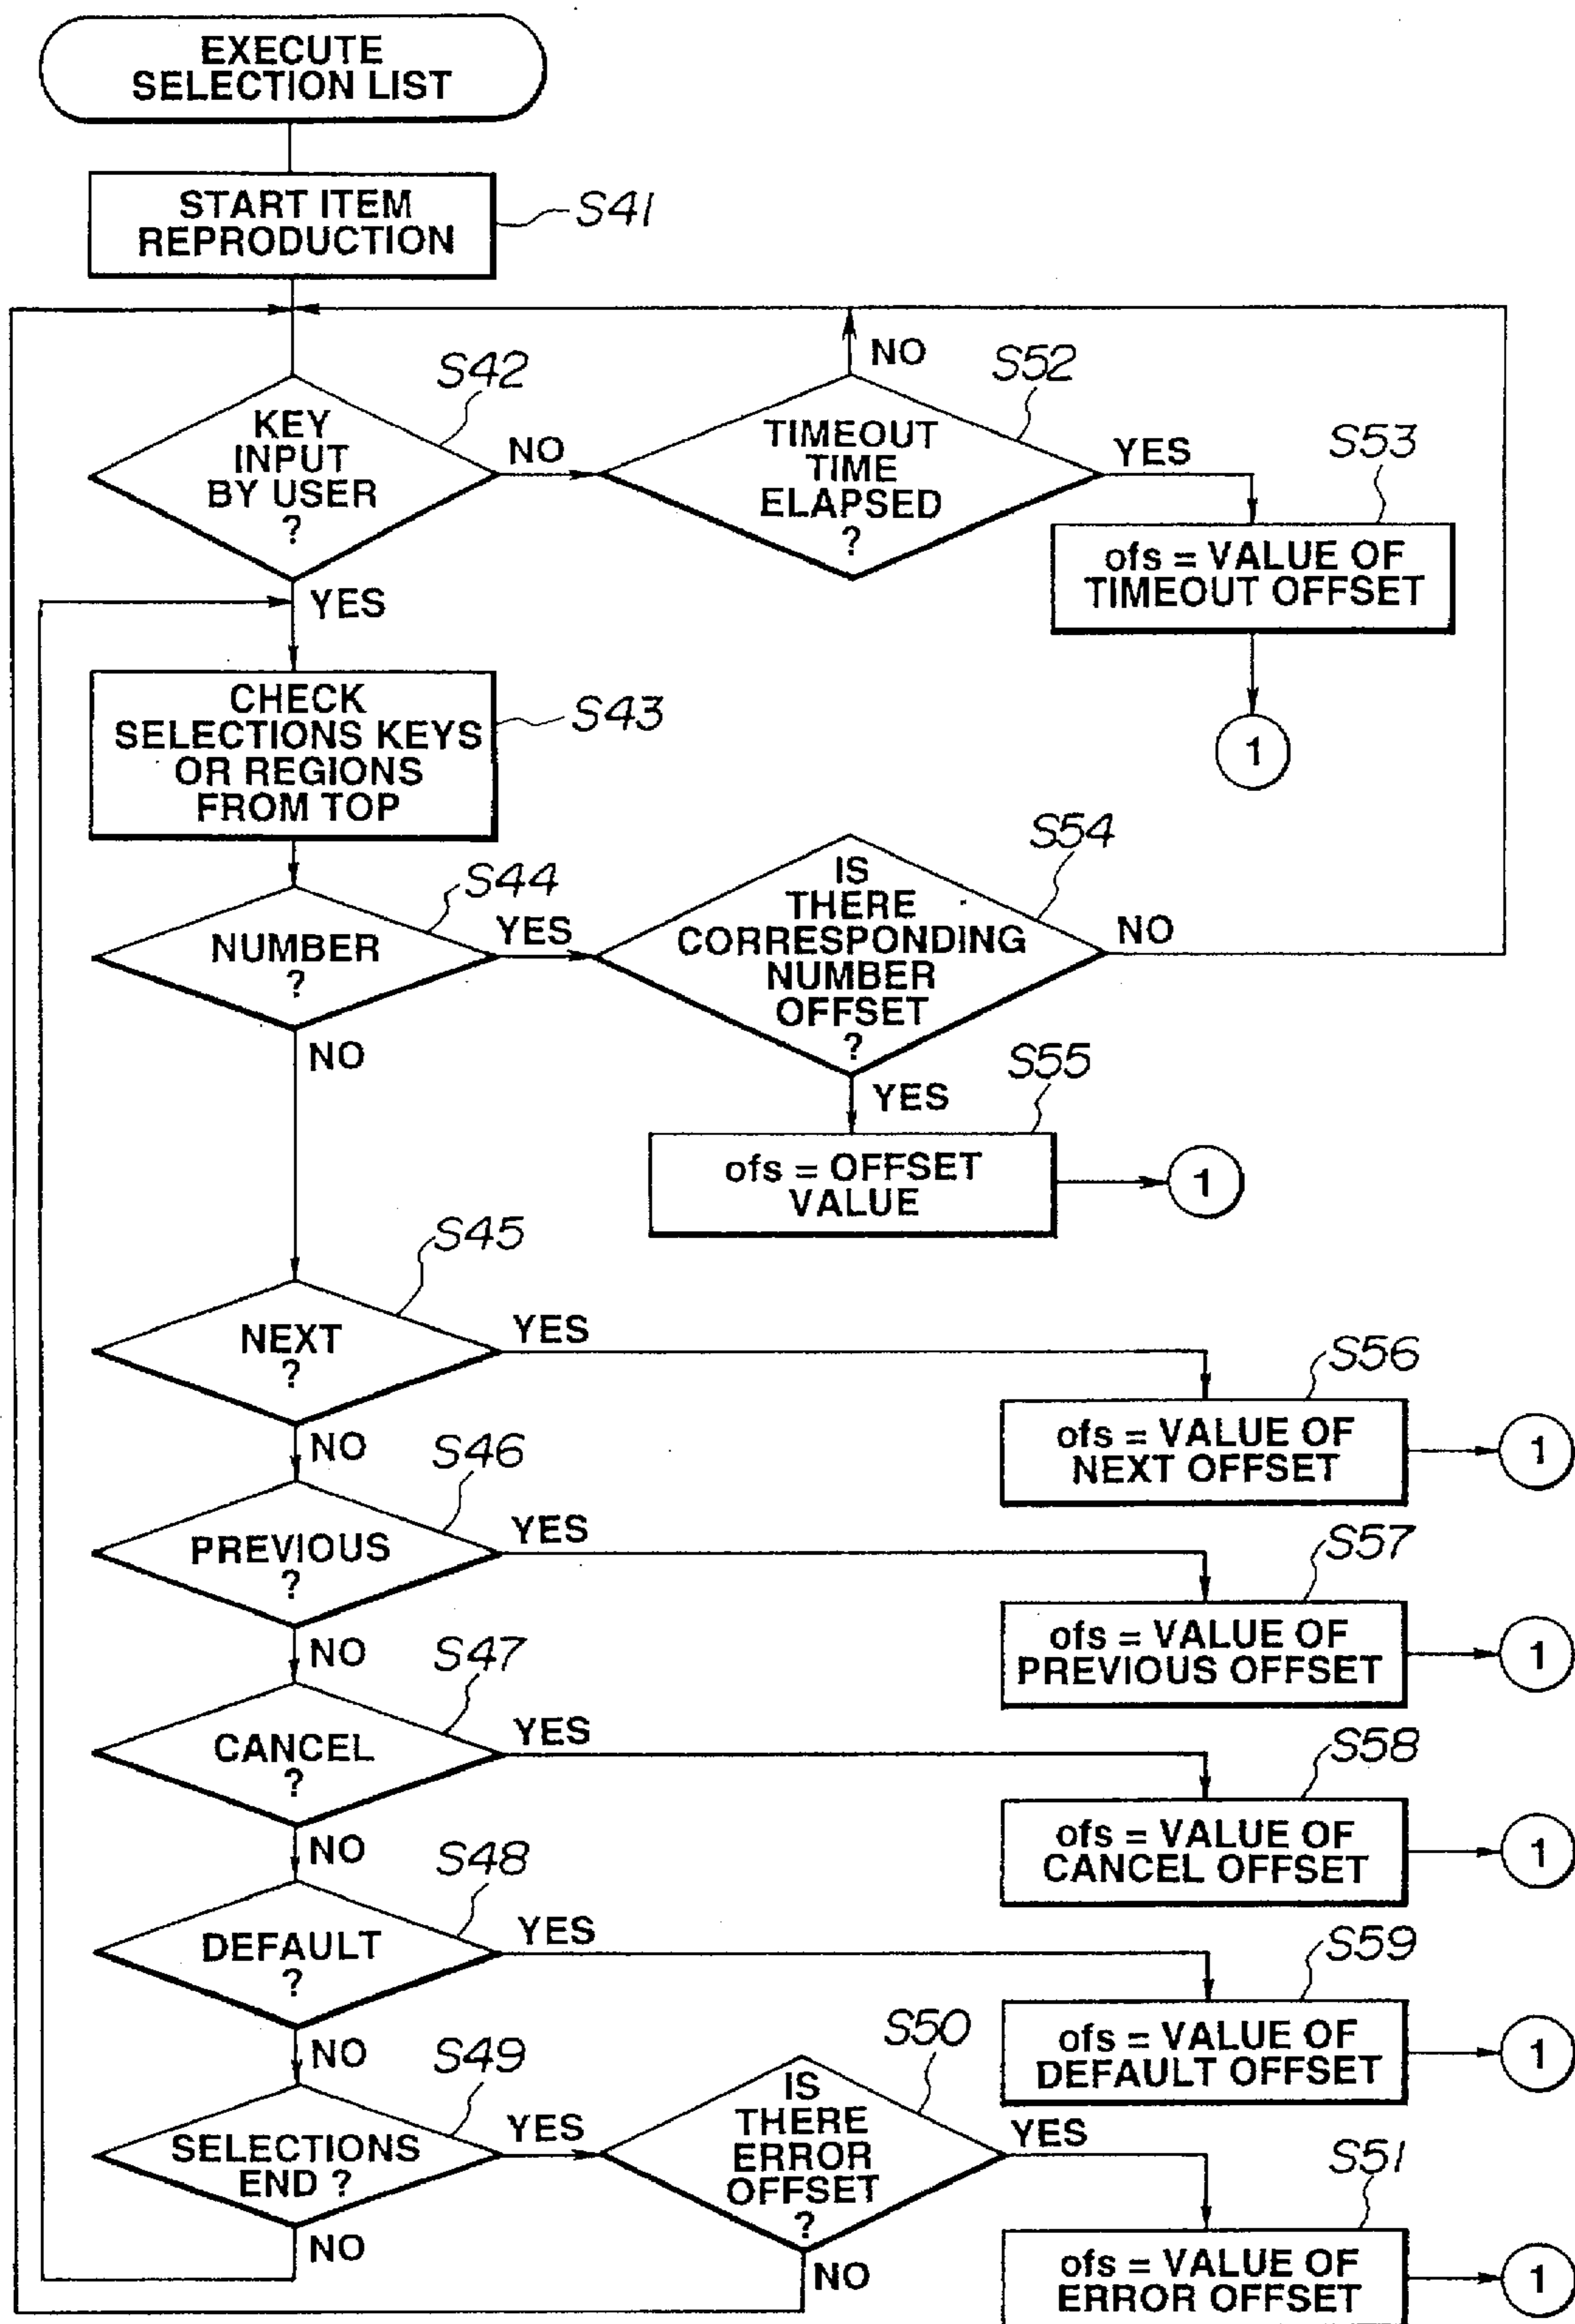 EXECUTE
SELECTION LIST
START ITEM
REPRODUCTION
S41
NO
S42
S52
KEY
INPUT
BY USER
?
NO
TIMEOUT
TIME
ELAPSED
?
YES
S53
ofs = VALUE OF
TIMEOUT OFFSET
1
YES
CHECK
SELECTIONS KEYS
OR REGIONS
FROM TOP
S43
S44
NUMBER
?
YES
S54
IS
THERE
CORRESPONDING
NUMBER
OFFSET
?
NO
NO
YES
S55
ofs = OFFSET
VALUE
1
S45
NEXT
?
YES
S56
ofs = VALUE OF
NEXT OFFSET
1
NO
S46
PREVIOUS
?
YES
S57
ofs = VALUE OF
PREVIOUS OFFSET
1
NO
S47
CANCEL
?
YES
S58
ofs = VALUE OF
CANCEL OFFSET
1
NO
S48
DEFAULT
?
YES
S59
ofs = VALUE OF
DEFAULT OFFSET
1
NO
S49
SELECTIONS
END ?
YES
S50
IS
THERE
ERROR
OFFSET
?
YES
S51
ofs = VALUE OF
ERROR OFFSET
1
NO
NO